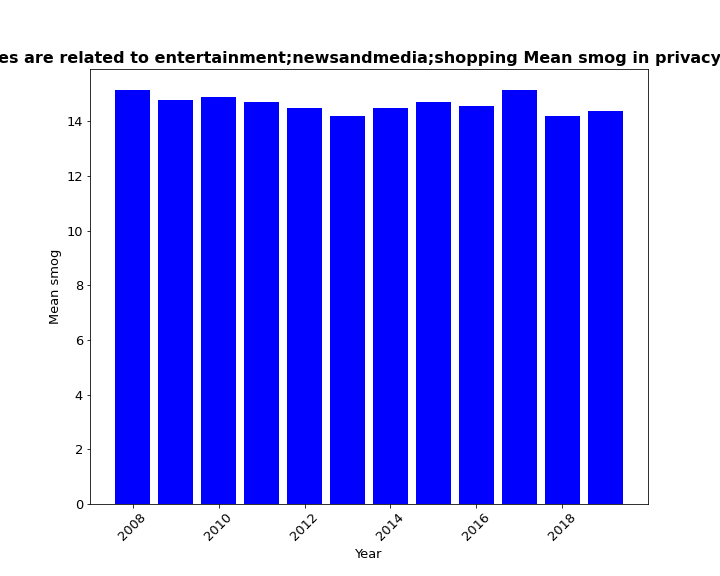 es are related to entertainment;newsandmedia;shopping Mean smog in privacy
14
12
10
8
6
4
2
0
Mean smog
2008 2010 2012 2014 2016 2018
Year